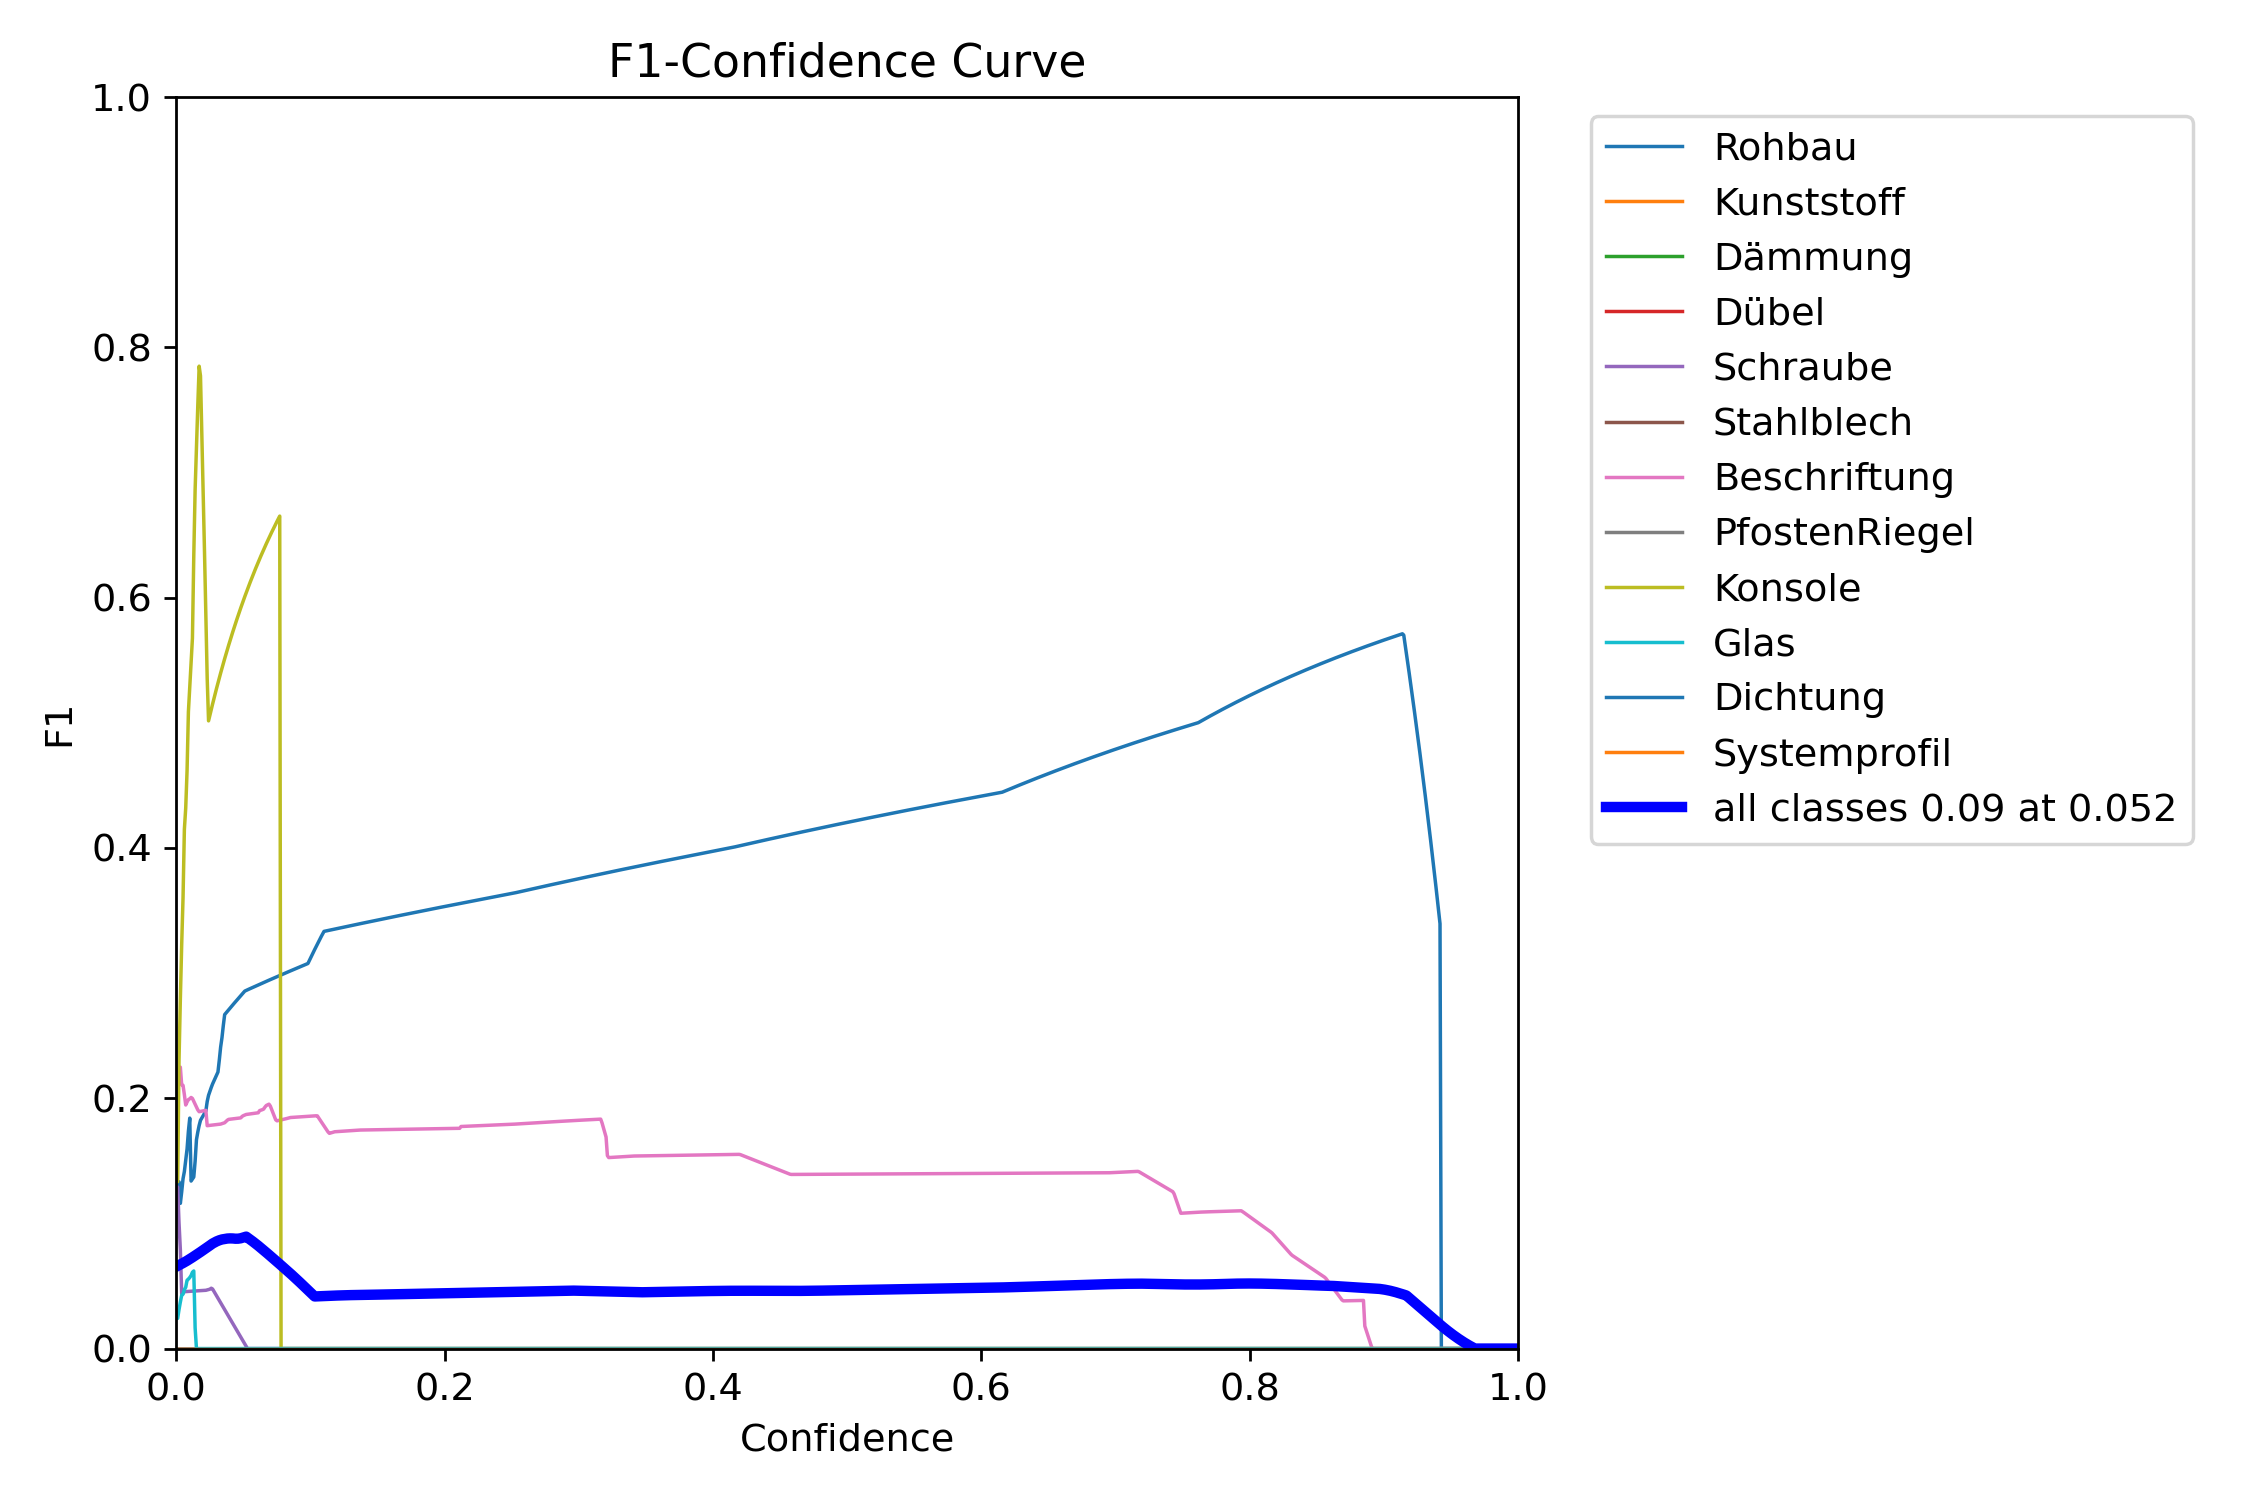 F1-Confidence Curve
1.0
0.8
0.6
0.4
0.2
0.0
F1
0.0 0.2 0.4 0.6 0.8 1.0
Confidence
Rohbau
Kunststoff
Dämmung
Dübel
Schraube
Stahlblech
Beschriftung
PfostenRiegel
Konsole
Glas
Dichtung
Systemprofil
all classes 0.09 at 0.052